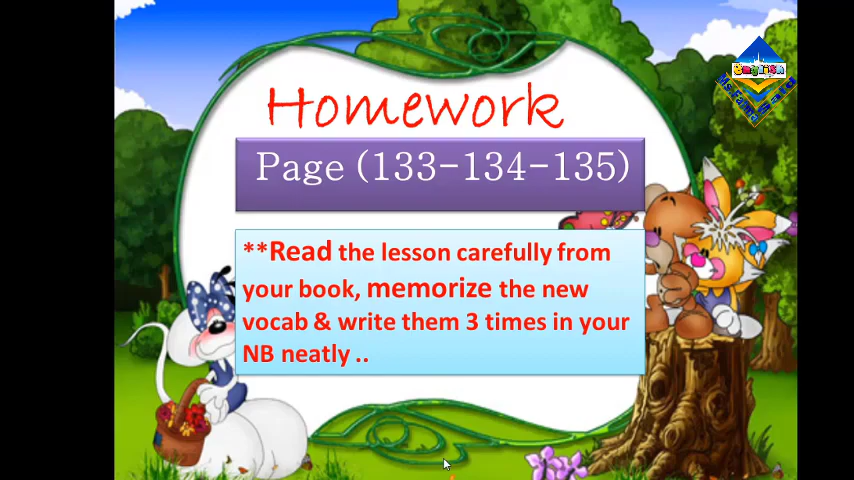 Homework
Page (133-134-135)
**Read the lesson carefully from
your book, memorize the new
vocab & write them 3 times in your
NB neatly ..
English